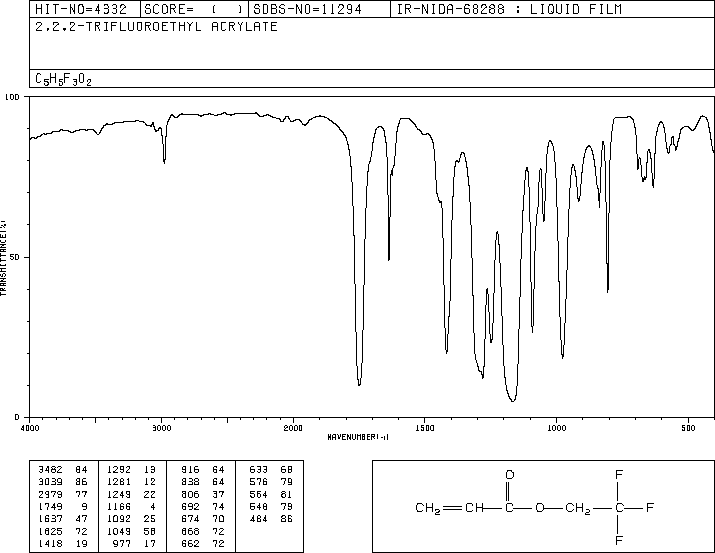 HIT-NO=4332 SCORE= ( ) SDBS-NO=11294 IR-NIDA-68288 : LIQUID FILM
2,2,2-TRIFLUOROETHYL ACRYLATE
C5H5F3O2
100
50
0
TRANSMITTANCE(%)
4000 3000 2000 1500 1000 500
WAVENUMBER(-1)
3482 84 1292 13 916 64 633 68
3039 86 1281 12 838 64 576 79
2979 77 1249 22 806 37 564 81
1749 9 1166 4 692 74 548 79
1637 47 1092 25 674 70 484 86
1625 72 1049 58 668 72
1418 19 977 17 662 72
O F
CH2 CH C O CH2 C F
F